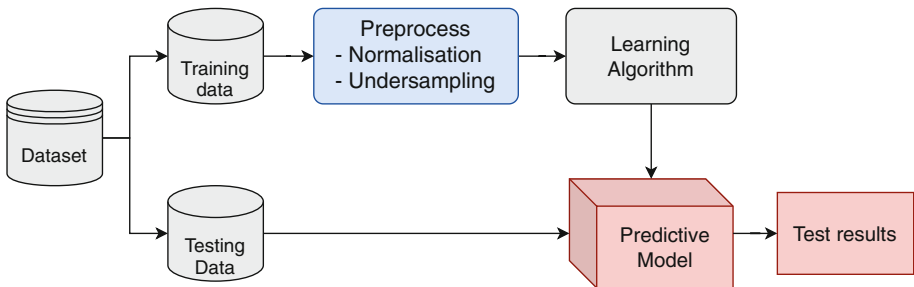 Dataset
Training
data
Preprocess
- Normalisation
- Undersampling
Learning
Algorithm
Testing
Data
Predictive
Model
Test results